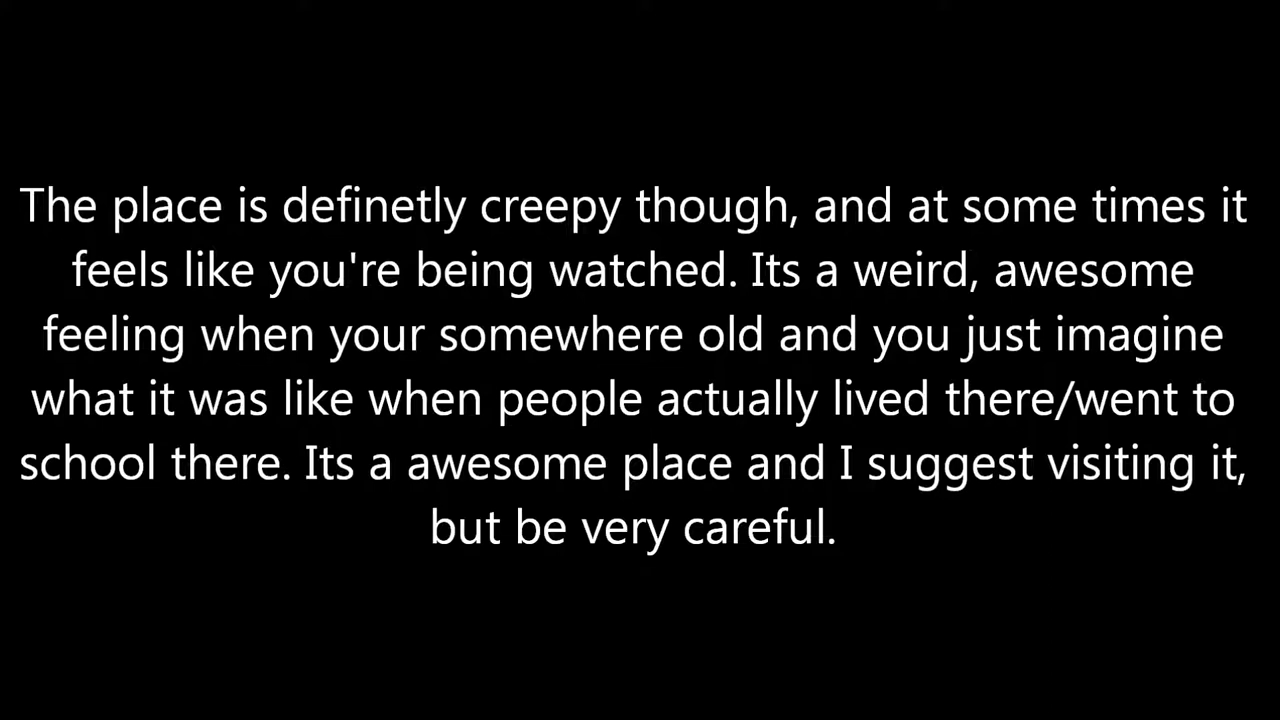 The place is definetly creepy though, and at some times it
feels like you're being watched. Its a weird, awesome
feeling when your somewhere old and you just imagine
what it was like when people actually lived there/went to
school there. Its a awesome place and I suggest visiting it,
but be very careful.